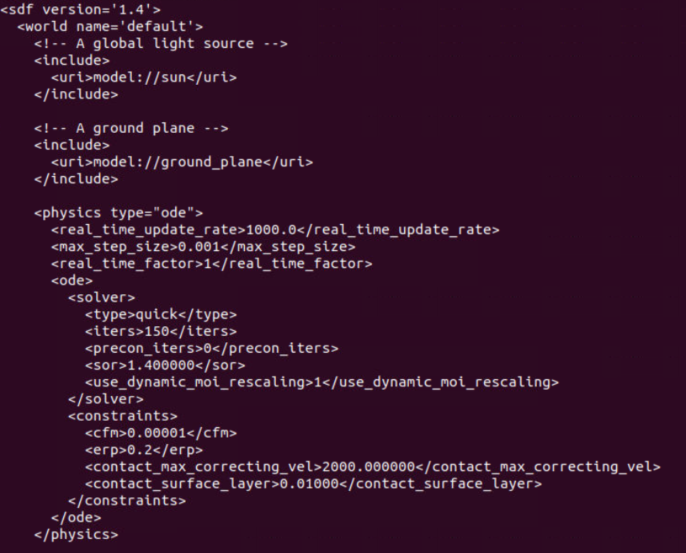 <sdf version='1.4'>
  <world name='default'>
    <!-- A global light source -->
    <include>
      <uri>model://sun</uri>
    </include>

    <!-- A ground plane -->
    <include>
      <uri>model://ground_plane</uri>
    </include>

    <physics type="ode">
      <real_time_update_rate>1000.0</real_time_update_rate>
      <max_step_size>0.001</max_step_size>
      <real_time_factor>1</real_time_factor>
      <ode>
        <solver>
          <type>quick</type>
          <iters>150</iters>
          <precon_iters>0</precon_iters>
          <sor>1.400000</sor>
          <use_dynamic_moi_rescaling>1</use_dynamic_moi_rescaling>
        </solver>
        <constraints>
          <cfm>0.00001</cfm>
          <erp>0.2</erp>
          <contact_max_correcting_vel>2000.000000</contact_max_correcting_vel>
          <contact_surface_layer>0.01000</contact_surface_layer>
        </constraints>
      </ode>
    </physics>